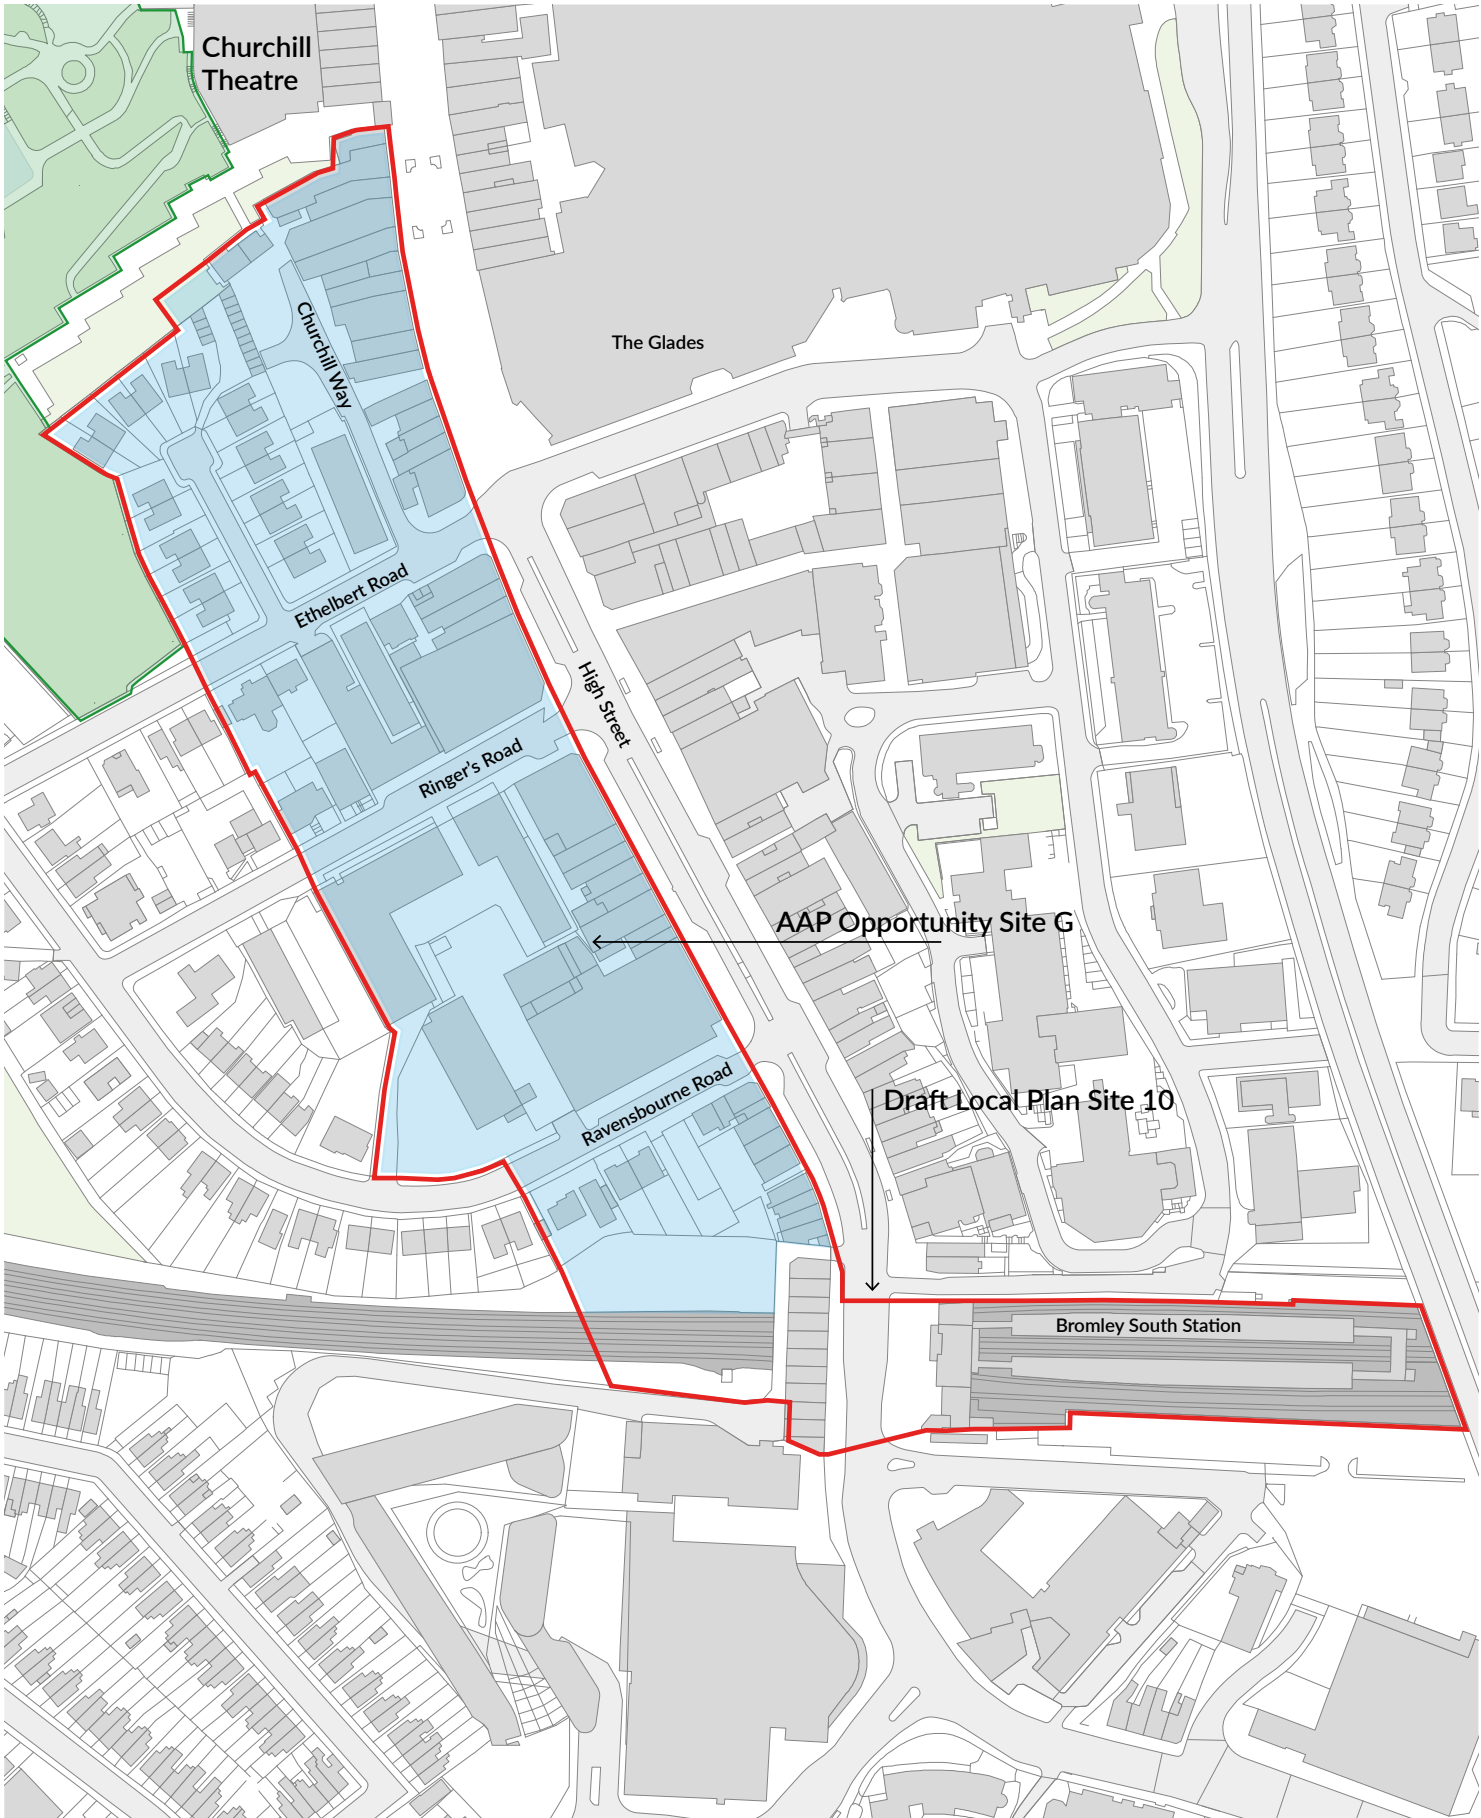 Churchill
Theatre
The Glades
Churchill Way
Ethelbert Road
High Street
Ringer's Road
AAP Opportunity Site G
Ravensbourne Road
Draft Local Plan Site 10
Bromley South Station